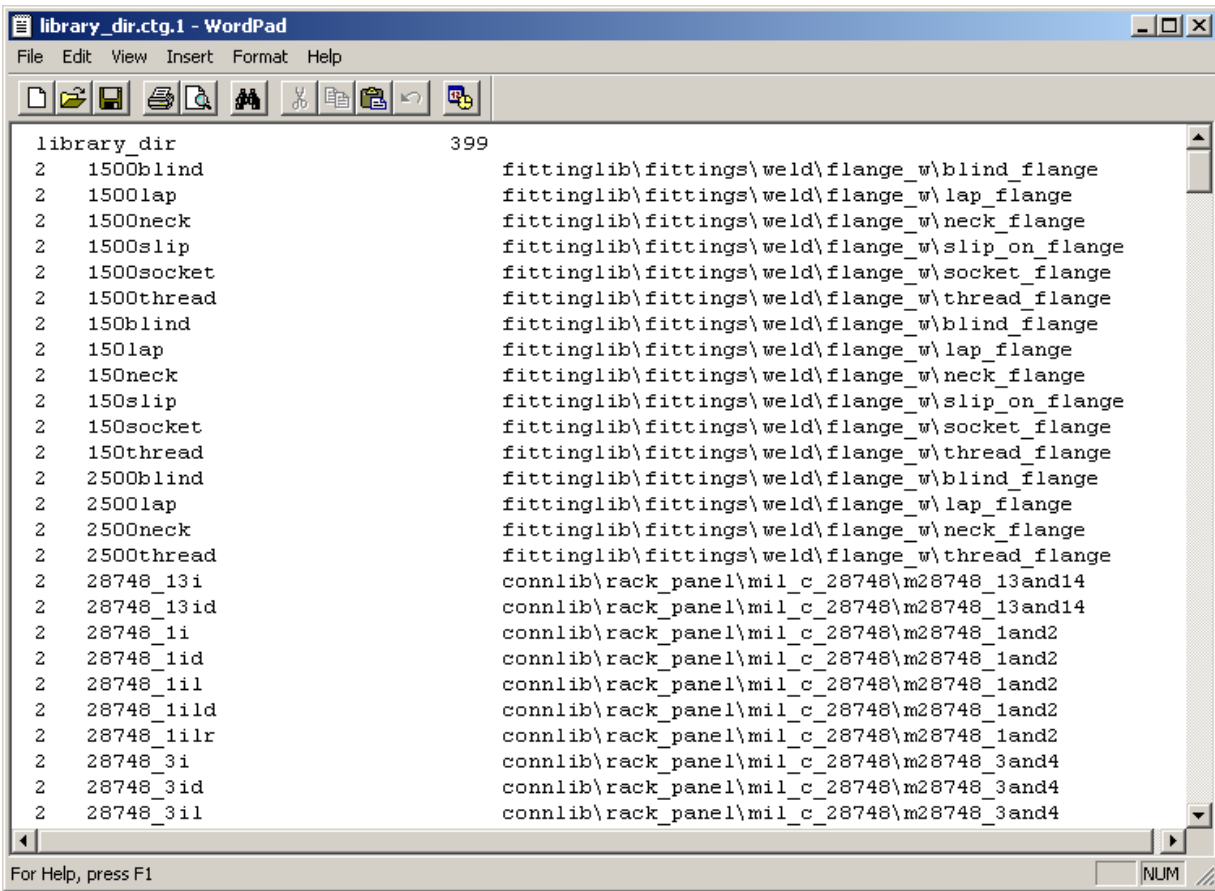 library_dir.ctg.1 - WordPad
File Edit View Insert Format Help
library_dir 399
2 1500blind fittinglib\fittings\weld\flange_w\blind_flange
2 1500lap fittinglib\fittings\weld\flange_w\lap_flange
2 1500neck fittinglib\fittings\weld\flange_w\neck_flange
2 1500slip fittinglib\fittings\weld\flange_w\slip_on_flange
2 1500socket fittinglib\fittings\weld\flange_w\socket_flange
2 1500thread fittinglib\fittings\weld\flange_w\thread_flange
2 150blind fittinglib\fittings\weld\flange_w\blind_flange
2 150lap fittinglib\fittings\weld\flange_w\lap_flange
2 150neck fittinglib\fittings\weld\flange_w\neck_flange
2 150slip fittinglib\fittings\weld\flange_w\slip_on_flange
2 150socket fittinglib\fittings\weld\flange_w\socket_flange
2 150thread fittinglib\fittings\weld\flange_w\thread_flange
2 2500blind fittinglib\fittings\weld\flange_w\blind_flange
2 2500lap fittinglib\fittings\weld\flange_w\lap_flange
2 2500neck fittinglib\fittings\weld\flange_w\neck_flange
2 2500thread fittinglib\fittings\weld\flange_w\thread_flange
2 28748_13i connlib\rack_panel\mil_c_28748\m28748_13and14
2 28748_13id connlib\rack_panel\mil_c_28748\m28748_13and14
2 28748_1i connlib\rack_panel\mil_c_28748\m28748_1and2
2 28748_1id connlib\rack_panel\mil_c_28748\m28748_1and2
2 28748_1il connlib\rack_panel\mil_c_28748\m28748_1and2
2 28748_1ild connlib\rack_panel\mil_c_28748\m28748_1and2
2 28748_1ilr connlib\rack_panel\mil_c_28748\m28748_1and2
2 28748_3i connlib\rack_panel\mil_c_28748\m28748_3and4
2 28748_3id connlib\rack_panel\mil_c_28748\m28748_3and4
2 28748_3il connlib\rack_panel\mil_c_28748\m28748_3and4
For Help, press F1 NUM